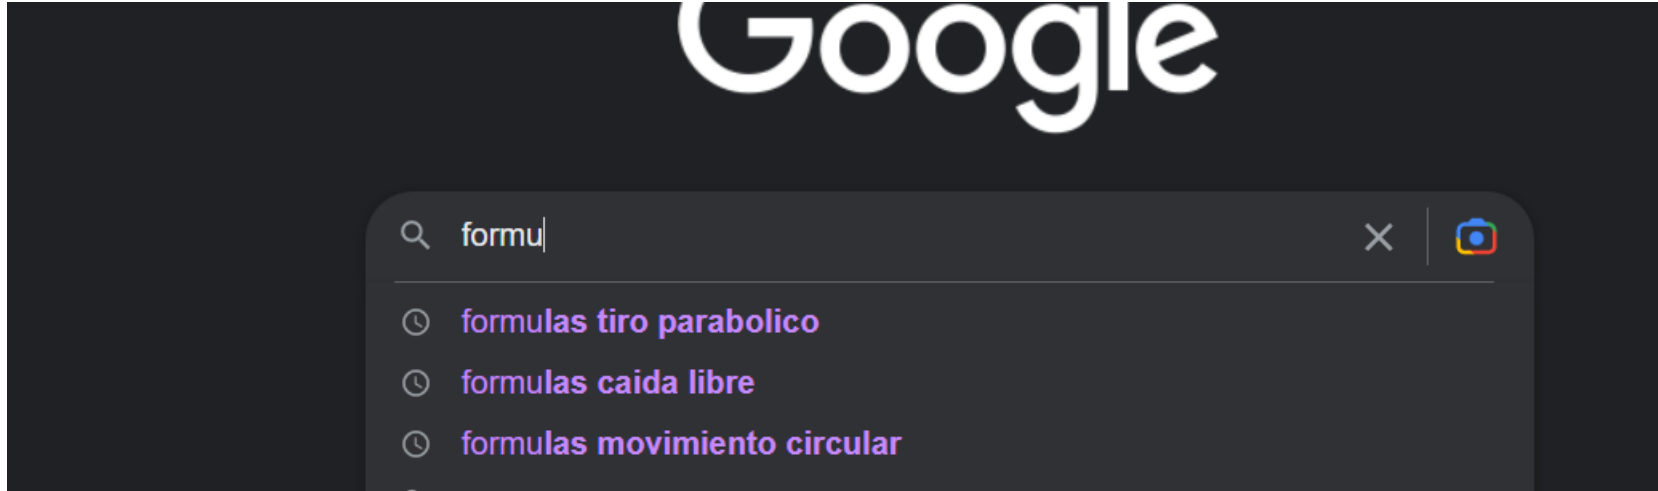 Google
formu
formulas tiro parabolico
formulas caida libre
formulas movimiento circular